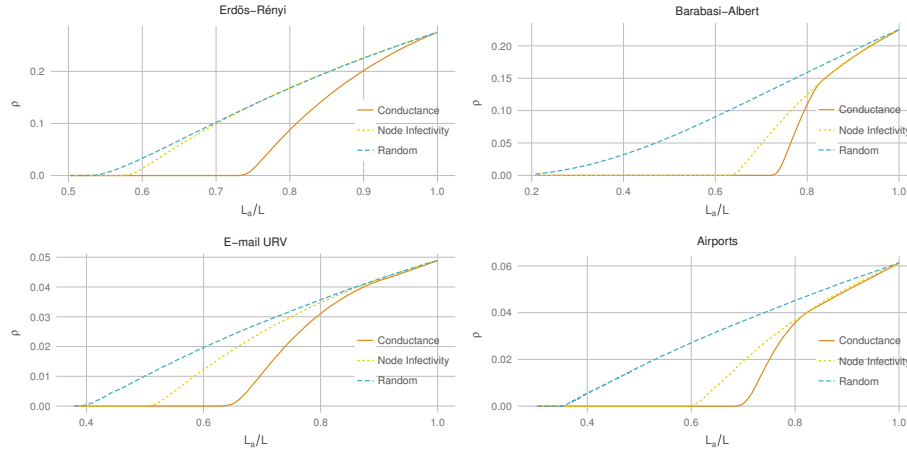 Erdös−Rényi
ρ
0.2
0.1
0.0
Conductance
Node Infectivity
Random
0.5 0.6 0.7 0.8 0.9 1.0
La/L
Barabasi−Albert
ρ
0.20
0.15
0.10
0.05
0.00
Conductance
Node Infectivity
Random
0.2 0.4 0.6 0.8 1.0
La/L
E−mail URV
ρ
0.05
0.04
0.03
0.02
0.01
0.00
Conductance
Node Infectivity
Random
0.4 0.6 0.8 1.0
La/L
Airports
ρ
0.06
0.04
0.02
0.00
Conductance
Node Infectivity
Random
0.4 0.6 0.8 1.0
La/L